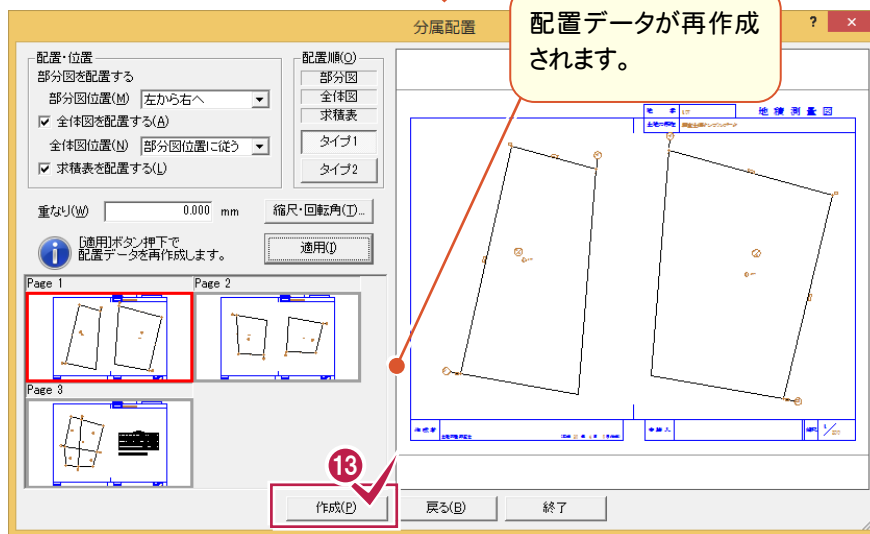 分属配置
? ×
配置データが再作成
されます。
配置・位置
部分図を配置する
部分図位置(M) 左から右へ
全体図を配置する(A)
全体図位置(N) 部分図位置に従う
求積表を配置する(L)
配置順(O)
部分図
全体図
求積表
タイプ1
タイプ2
重なり(W) 0.000 mm
縮尺・回転角(T)...
[適用]ボタン押下で
配置データを再作成します。
適用(I)
Page 1
Page 2
Page 3
地積測量図
13
作成(P)
戻る(B)
終了